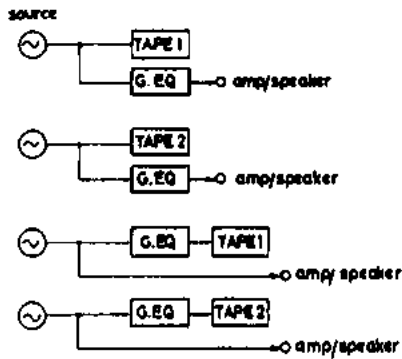 source
TAPE 1
G.EQ amp/speaker
TAPE 2
G.EQ amp/speaker
G.EQ TAPE 1
amp/speaker
G.EQ TAPE 2
amp/speaker